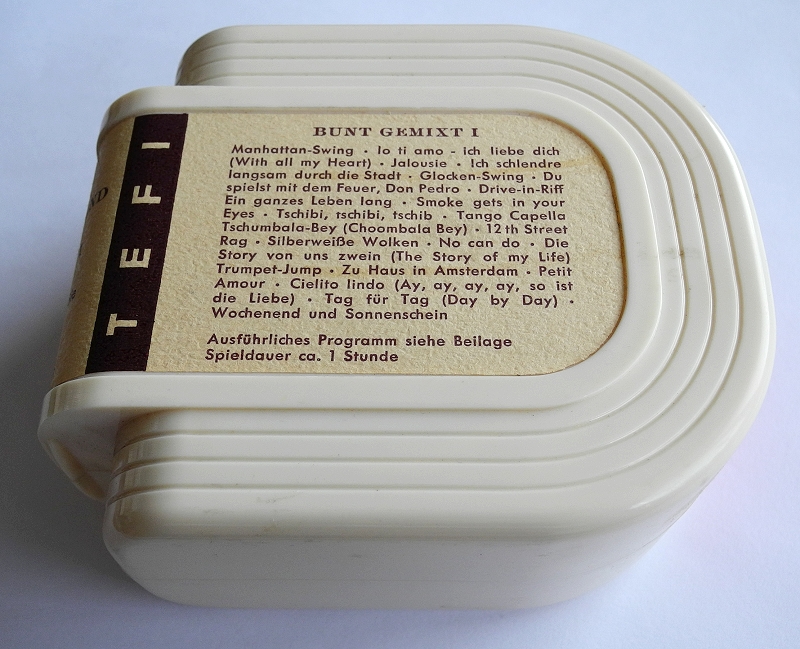 BUNT GEMIXT I
Manhattan-Swing · Io ti amo - ich liebe dich
(With all my Heart) · Jalousie · Ich schlendre
langsam durch die Stadt · Glocken-Swing · Du
spielst mit dem Feuer, Don Pedro · Drive-in-Riff
Ein ganzes Leben lang · Smoke gets in your
Eyes · Tschibi, tschibi, tschib · Tango Capella
Tschumbala-Bey (Choombala Bey) · 12th Street
Rag · Silberweiße Wolken · No can do · Die
Story von uns zwein (The Story of my Life)
Trumpet-Jump · Zu Haus in Amsterdam · Petit
Amour · Cielito lindo (Ay, ay, ay, ay, so ist
die Liebe) · Tag für Tag (Day by Day) ·
Wochenend und Sonnenschein
Ausführliches Programm siehe Beilage
Spieldauer ca. 1 Stunde
TEFI